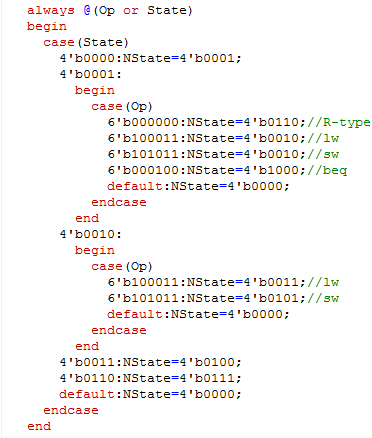 always @(Op or State)
begin
case(State)
4'b0000:NState=4'b0001;
4'b0001:
begin
case(Op)
6'b000000:NState=4'b0110;//R-type
6'b100011:NState=4'b0010;//lw
6'b101011:NState=4'b0010;//sw
6'b000100:NState=4'b1000;//beq
default:NState=4'b0000;
endcase
end
4'b0010:
begin
case(Op)
6'b100011:NState=4'b0011;//lw
6'b101011:NState=4'b0101;//sw
default:NState=4'b0000;
endcase
end
4'b0011:NState=4'b0100;
4'b0110:NState=4'b0111;
default:NState=4'b0000;
endcase
end